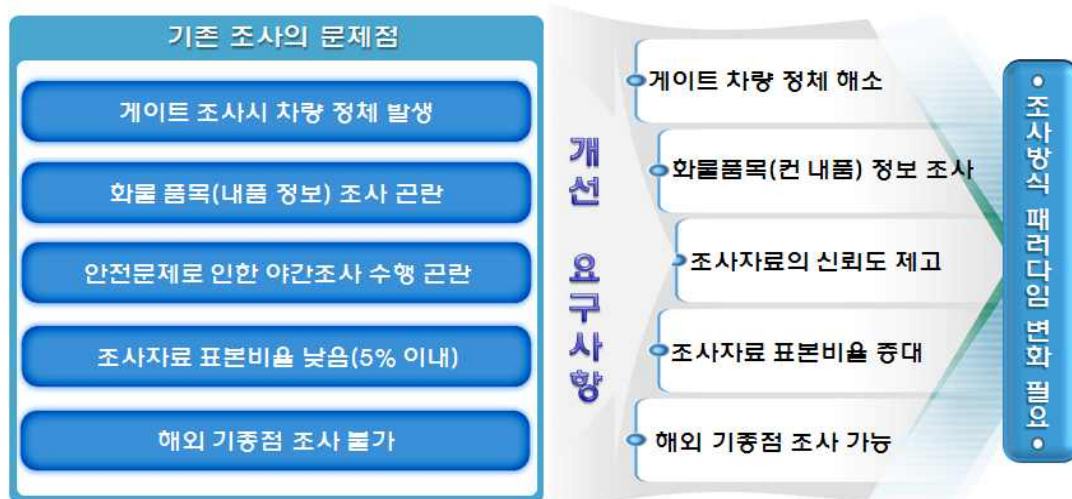 기존 조사의 문제점
게이트 조사시 차량 정체 발생
화물 품목(내품 정보) 조사 곤란
안전문제로 인한 야간조사 수행 곤란
조사자료 표본비율 낮음(5% 이내)
해외 기종점 조사 불가
개선 요구사항
게이트 차량 정체 해소
화물품목(컨 내품) 정보 조사
조사자료의 신뢰도 제고
조사자료 표본비율 증대
해외 기종점 조사 가능
조사방식 패러다임 변화 필요